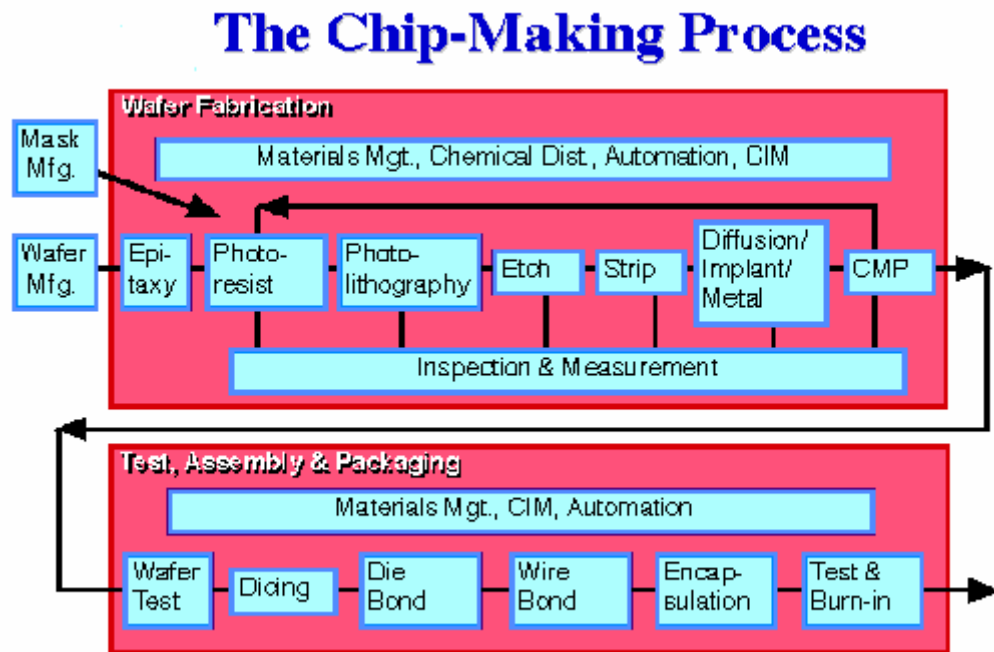 The Chip-Making Process
Wafer Fabrication
Mask
Mfg.
Materials Mgt., Chemical Dist., Automation, CIM
Wafer
Mfg.
Epi-
taxy
Photo-
resist
Photo-
lithography
Etch
Strip
Diffusion/
Implant/
Metal
CMP
Inspection & Measurement
Test, Assembly & Packaging
Materials Mgt., CIM, Automation
Wafer
Test
Dicing
Die
Bond
Wire
Bond
Encap-
sulation
Test &
Burn-in